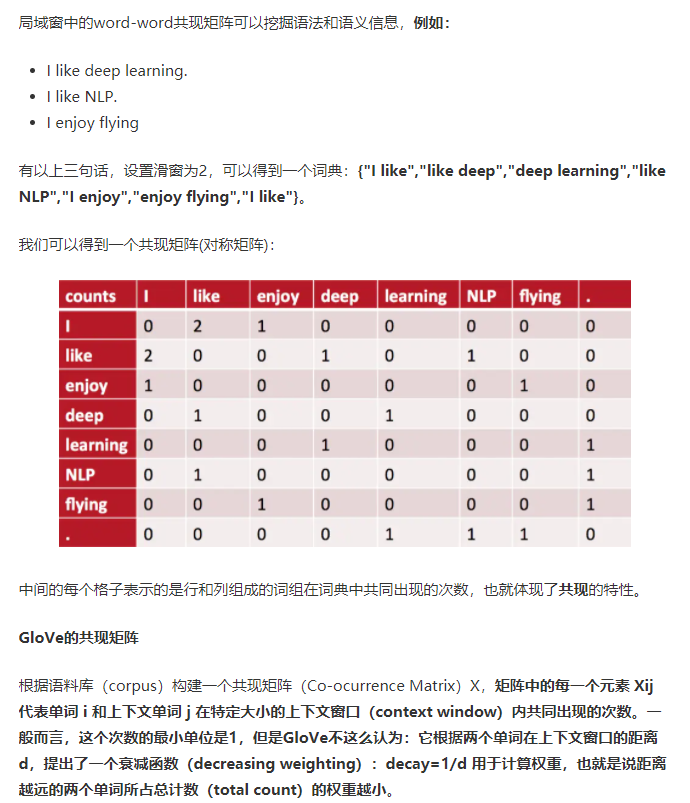 局域窗中的word-word共现矩阵可以挖掘语法和语义信息，例如：
I like deep learning.
I like NLP.
I enjoy flying
有以上三句话，设置滑窗为2，可以得到一个词典：{"I like","like deep","deep learning","like
NLP","I enjoy","enjoy flying","I like"}。
我们可以得到一个共现矩阵(对称矩阵)：
counts I like enjoy deep learning NLP flying .
I 0 2 1 0 0 0 0 0
like 2 0 0 1 0 1 0 0
enjoy 1 0 0 0 0 0 1 0
deep 0 1 0 0 1 0 0 0
learning 0 0 0 1 0 0 0 1
NLP 0 1 0 0 0 0 0 1
flying 0 0 1 0 0 0 0 1
. 0 0 0 0 1 1 1 0
中间的每个格子表示的是行和列组成的词组在词典中共同出现的次数，也就体现了共现的特性。
GloVe的共现矩阵
根据语料库（corpus）构建一个共现矩阵（Co-ocurrence Matrix）X，矩阵中的每一个元素 Xij
代表单词 i 和上下文单词 j 在特定大小的上下文窗口（context window）内共同出现的次数。一
般而言，这个次数的最小单位是1，但是GloVe不这么认为：它根据两个单词在上下文窗口的距离
d，提出了一个衰减函数（decreasing weighting）：decay=1/d 用于计算权重，也就是说距离
越远的两个单词所占总计数（total count）的权重越小。